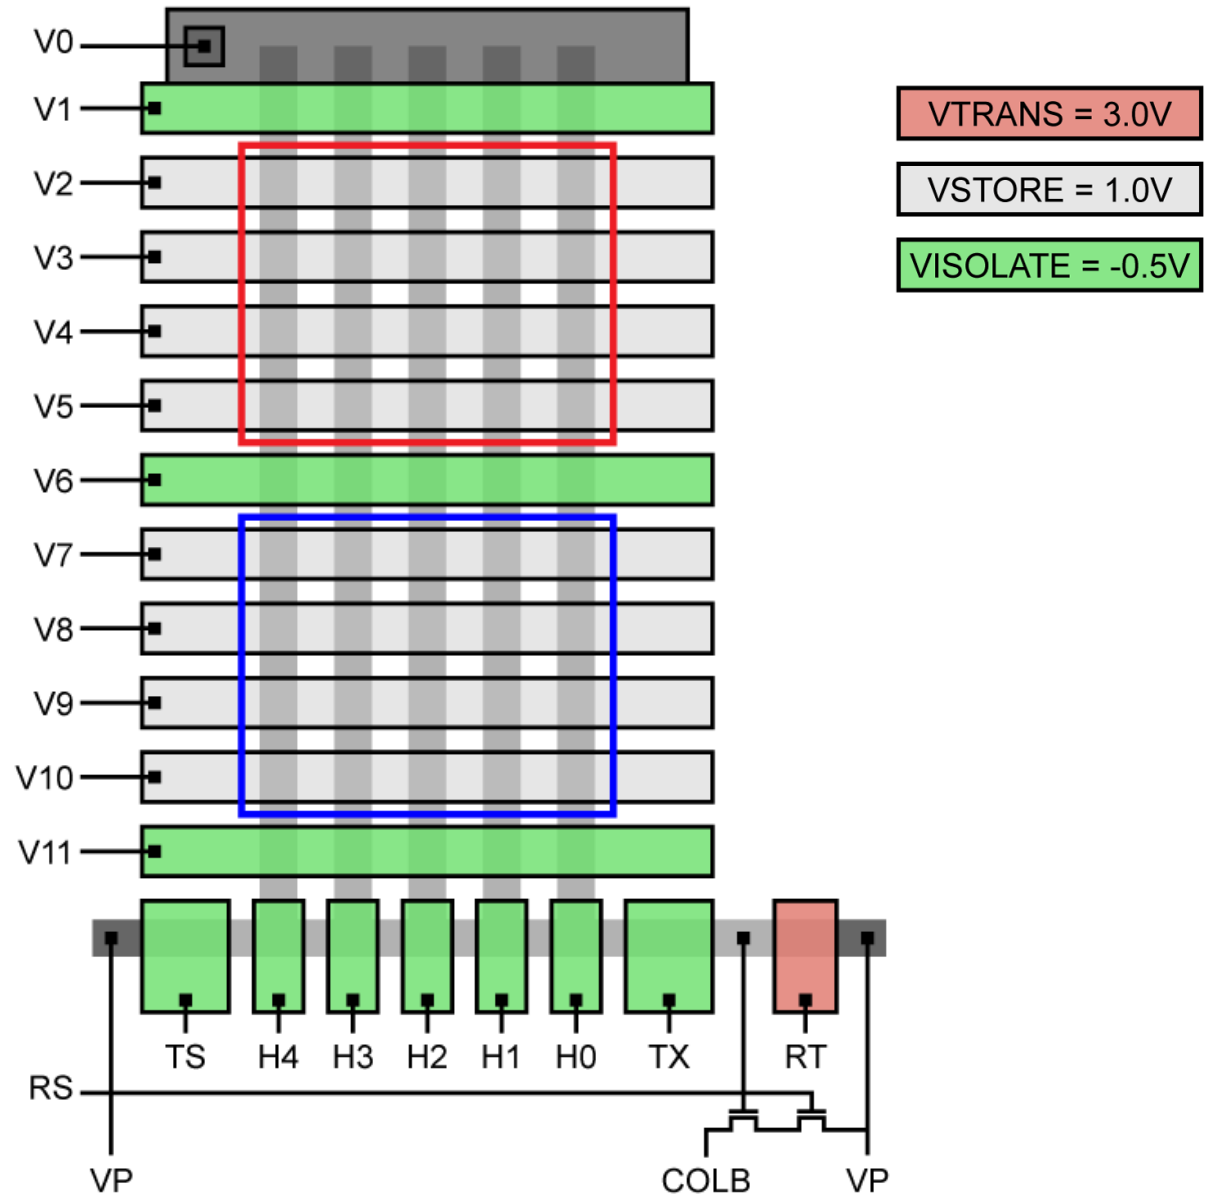 V0
V1
VTRANS = 3.0V
V2
VSTORE = 1.0V
V3
VISOLATE = -0.5V
V4
V5
V6
V7
V8
V9
V10
V11
TS H4 H3 H2 H1 H0 TX RT
RS
VP COLB VP